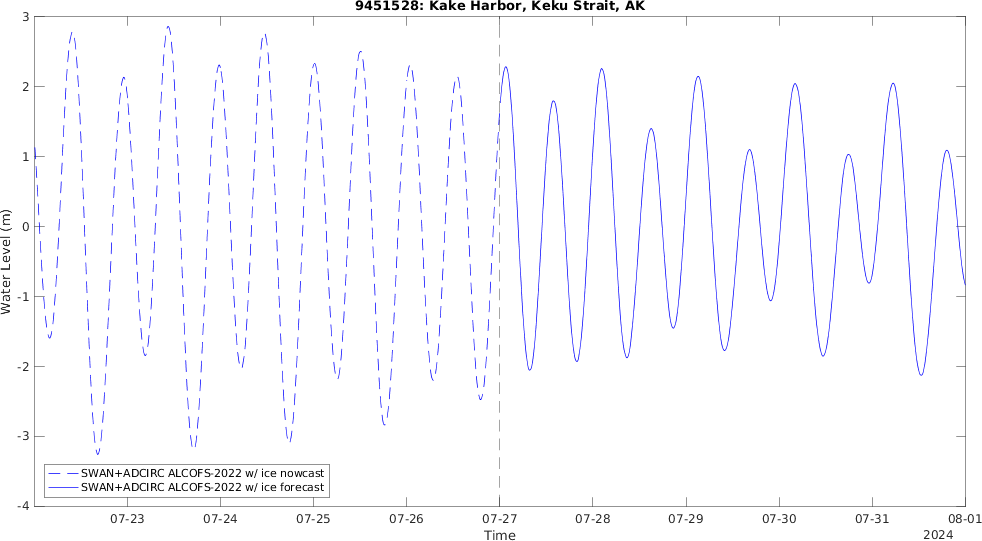 9451528: Kake Harbor, Keku Strait, AK
3
2
1
0
-1
-2
-3
-4
Water Level (m)
SWAN+ADCIRC ALCOFS-2022 w/ ice nowcast
SWAN+ADCIRC ALCOFS-2022 w/ ice forecast
07-23 07-24 07-25 07-26 07-27 07-28 07-29 07-30 07-31 08-01
Time
2024